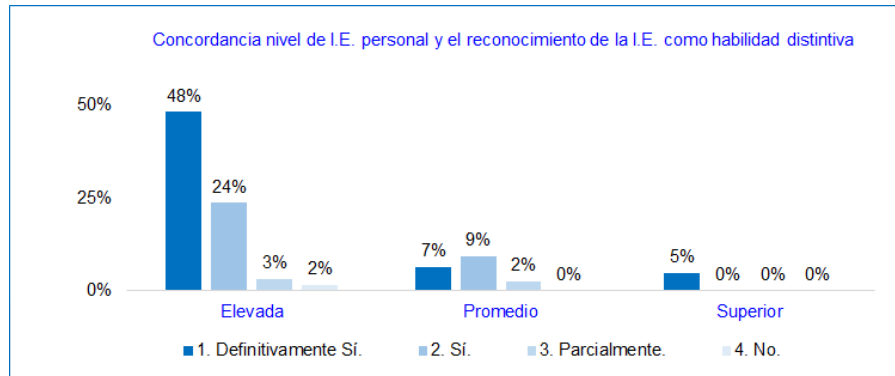 Concordancia nivel de I.E. personal y el reconocimiento de la I.E. como habilidad distintiva
50%
25%
0%
48%
24%
3%
2%
7%
9%
2%
0%
5%
0%
0%
0%
Elevada
Promedio
Superior
1. Definitivamente Sí.
2. Sí.
3. Parcialmente.
4. No.